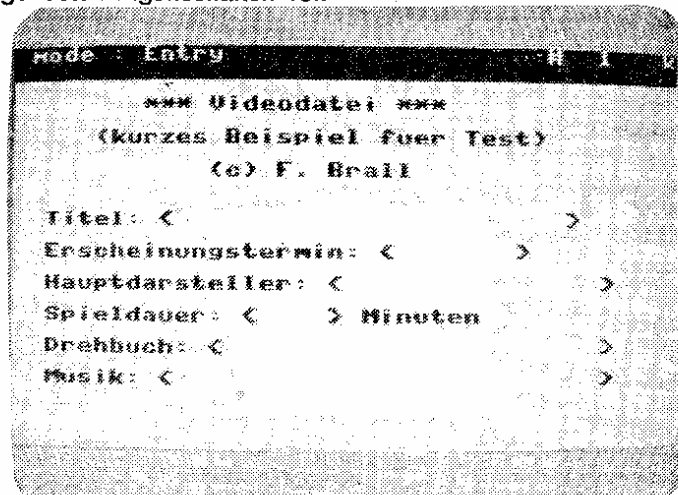 Mode : Entry H I L
*** Videodatei ***
(kurzes Beispiel fuer Test)
(c) F. Brall
Titel: < >
Erscheinungstermin: < >
Hauptdarsteller: < >
Spieldauer: < > Minuten
Drehbuch: < >
Musik: < >